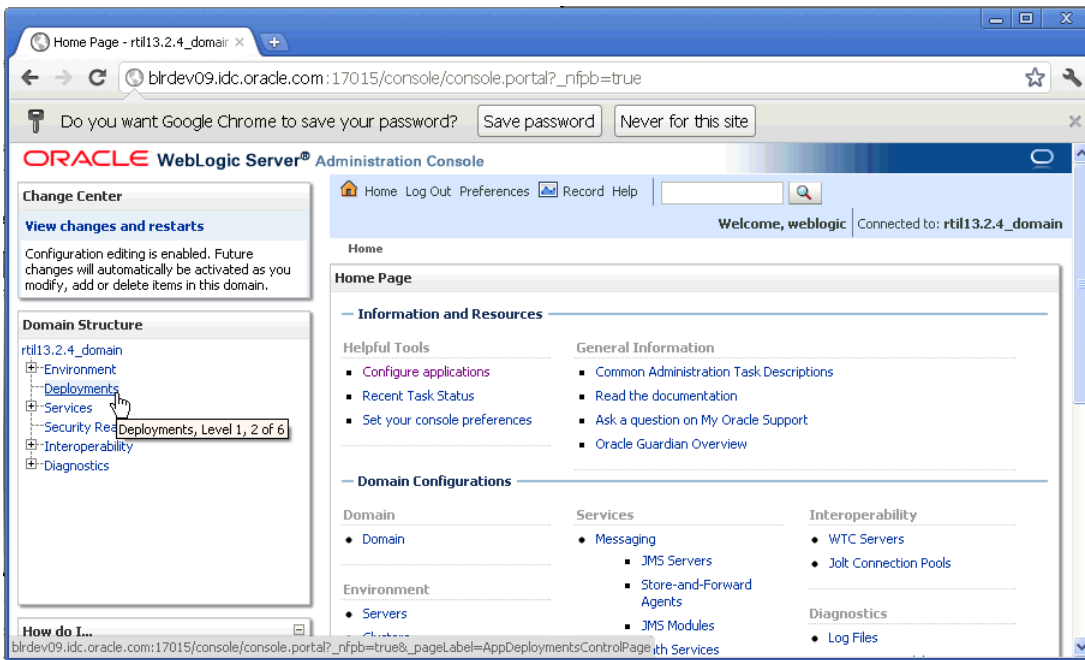 Home Page - rtil13.2.4_domair
blrdev09.idc.oracle.com:17015/console/console.portal?_nfpb=true
Do you want Google Chrome to save your password? Save password Never for this site
ORACLE WebLogic Server® Administration Console
Change Center
View changes and restarts
Configuration editing is enabled. Future
changes will automatically be activated as you
modify, add or delete items in this domain.
Domain Structure
rtil13.2.4_domain
Environment
Deployments
Services
Security Rea
Deployments, Level 1, 2 of 6
Interoperability
Diagnostics
How do I...
Home Log Out Preferences Record Help
Welcome, weblogic Connected to: rtil13.2.4_domain
Home
Home Page
Information and Resources
Helpful Tools
Configure applications
Recent Task Status
Set your console preferences
General Information
Common Administration Task Descriptions
Read the documentation
Ask a question on My Oracle Support
Oracle Guardian Overview
Domain Configurations
Domain
Domain
Environment
Servers
Services
Messaging
JMS Servers
Store-and-Forward
Agents
JMS Modules
th Services
Interoperability
WTC Servers
Jolt Connection Pools
Diagnostics
Log Files
blrdev09.idc.oracle.com:17015/console/console.portal?_nfpb=true&_pageLabel=AppDeploymentsControlPage